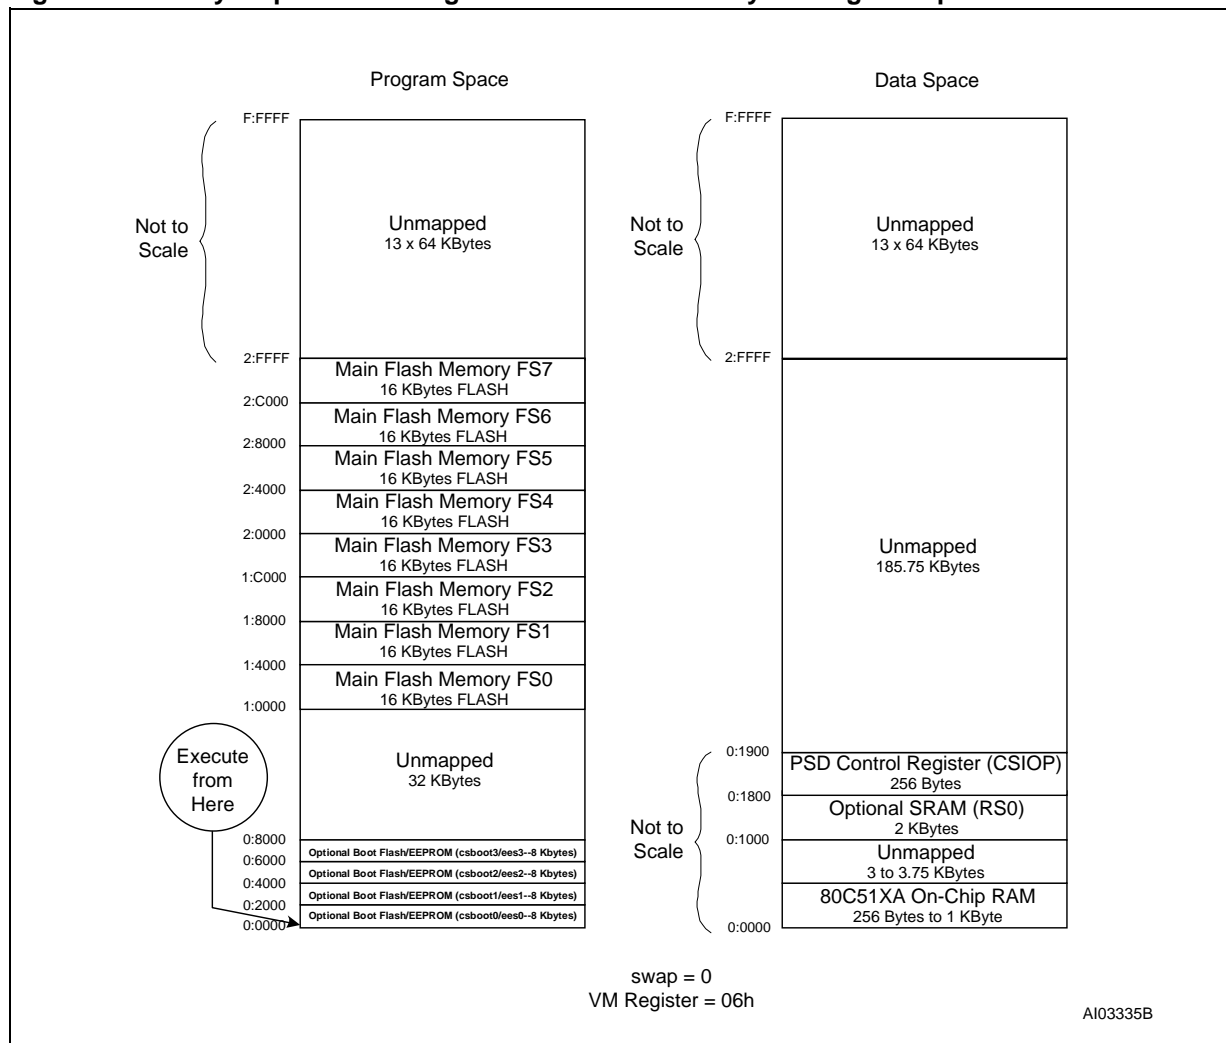 Program Space
F:FFFF
Not to
Scale
Unmapped
13 x 64 KBytes
2:FFFF
Main Flash Memory FS7
16 KBytes FLASH
2:C000
Main Flash Memory FS6
16 KBytes FLASH
2:8000
Main Flash Memory FS5
16 KBytes FLASH
2:4000
Main Flash Memory FS4
16 KBytes FLASH
2:0000
Main Flash Memory FS3
16 KBytes FLASH
1:C000
Main Flash Memory FS2
16 KBytes FLASH
1:8000
Main Flash Memory FS1
16 KBytes FLASH
1:4000
Main Flash Memory FS0
16 KBytes FLASH
1:0000
Execute
from
Here
Unmapped
32 KBytes
0:8000
Optional Boot Flash/EEPROM (csboot3/ees3--8 Kbytes)
0:6000
Optional Boot Flash/EEPROM (csboot2/ees2--8 Kbytes)
0:4000
Optional Boot Flash/EEPROM (csboot1/ees1--8 Kbytes)
0:2000
Optional Boot Flash/EEPROM (csboot0/ees0--8 Kbytes)
0:0000
Data Space
F:FFFF
Not to
Scale
Unmapped
13 x 64 KBytes
2:FFFF
Unmapped
185.75 KBytes
0:1900
PSD Control Register (CSIOP)
256 Bytes
0:1800
Optional SRAM (RS0)
2 KBytes
0:1000
Not to
Scale
Unmapped
3 to 3.75 KBytes
80C51XA On-Chip RAM
256 Bytes to 1 KByte
0:0000
swap = 0
VM Register = 06h
AI03335B